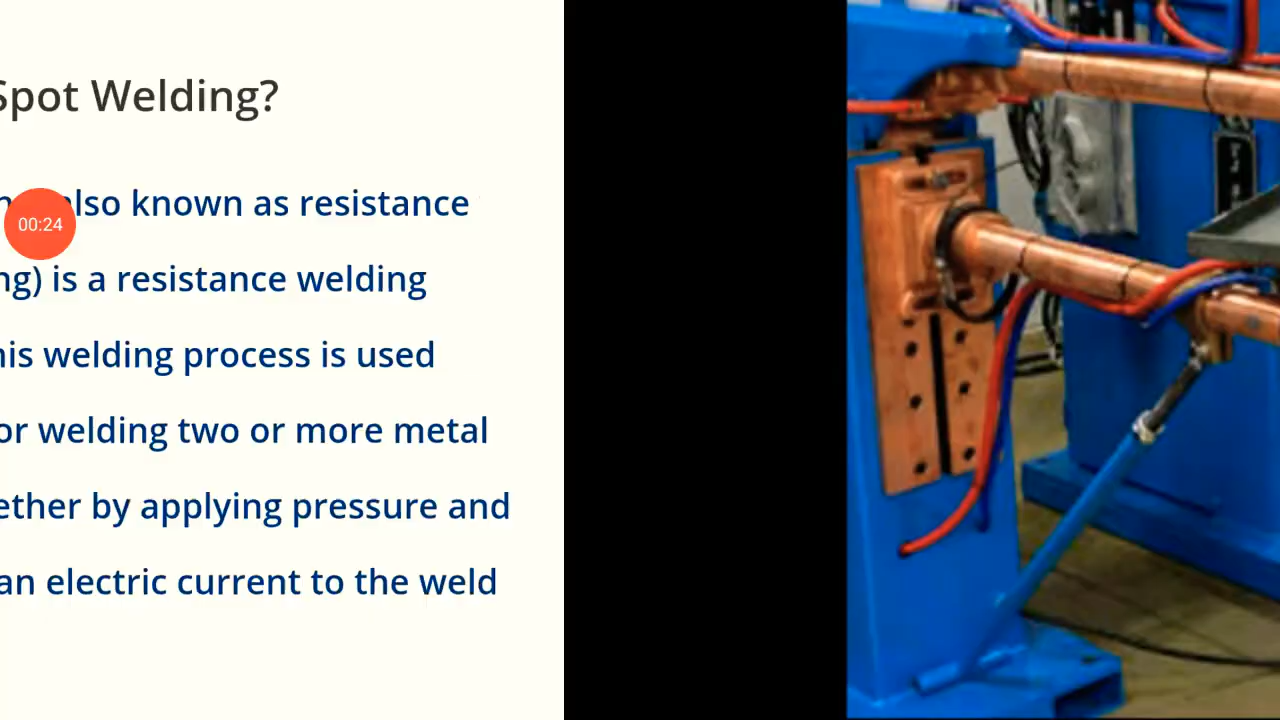 Spot Welding?
also known as resistance
00:24
ng) is a resistance welding
his welding process is used
or welding two or more metal
ether by applying pressure and
an electric current to the weld